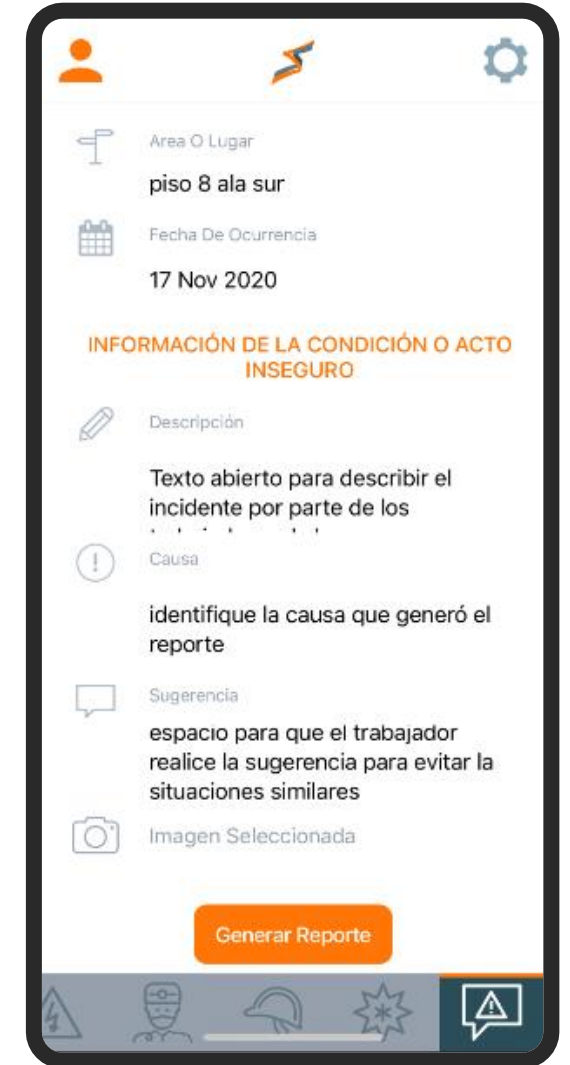 Area O Lugar
piso 8 ala sur
Fecha De Ocurrencia
17 Nov 2020
INFORMACIÓN DE LA CONDICIÓN O ACTO
INSEGURO
Descripción
Texto abierto para describir el
incidente por parte de los
Causa
identifique la causa que generó el
reporte
Sugerencia
espacio para que el trabajador
realice la sugerencia para evitar la
situaciones similares
Imagen Seleccionada
Generar Reporte